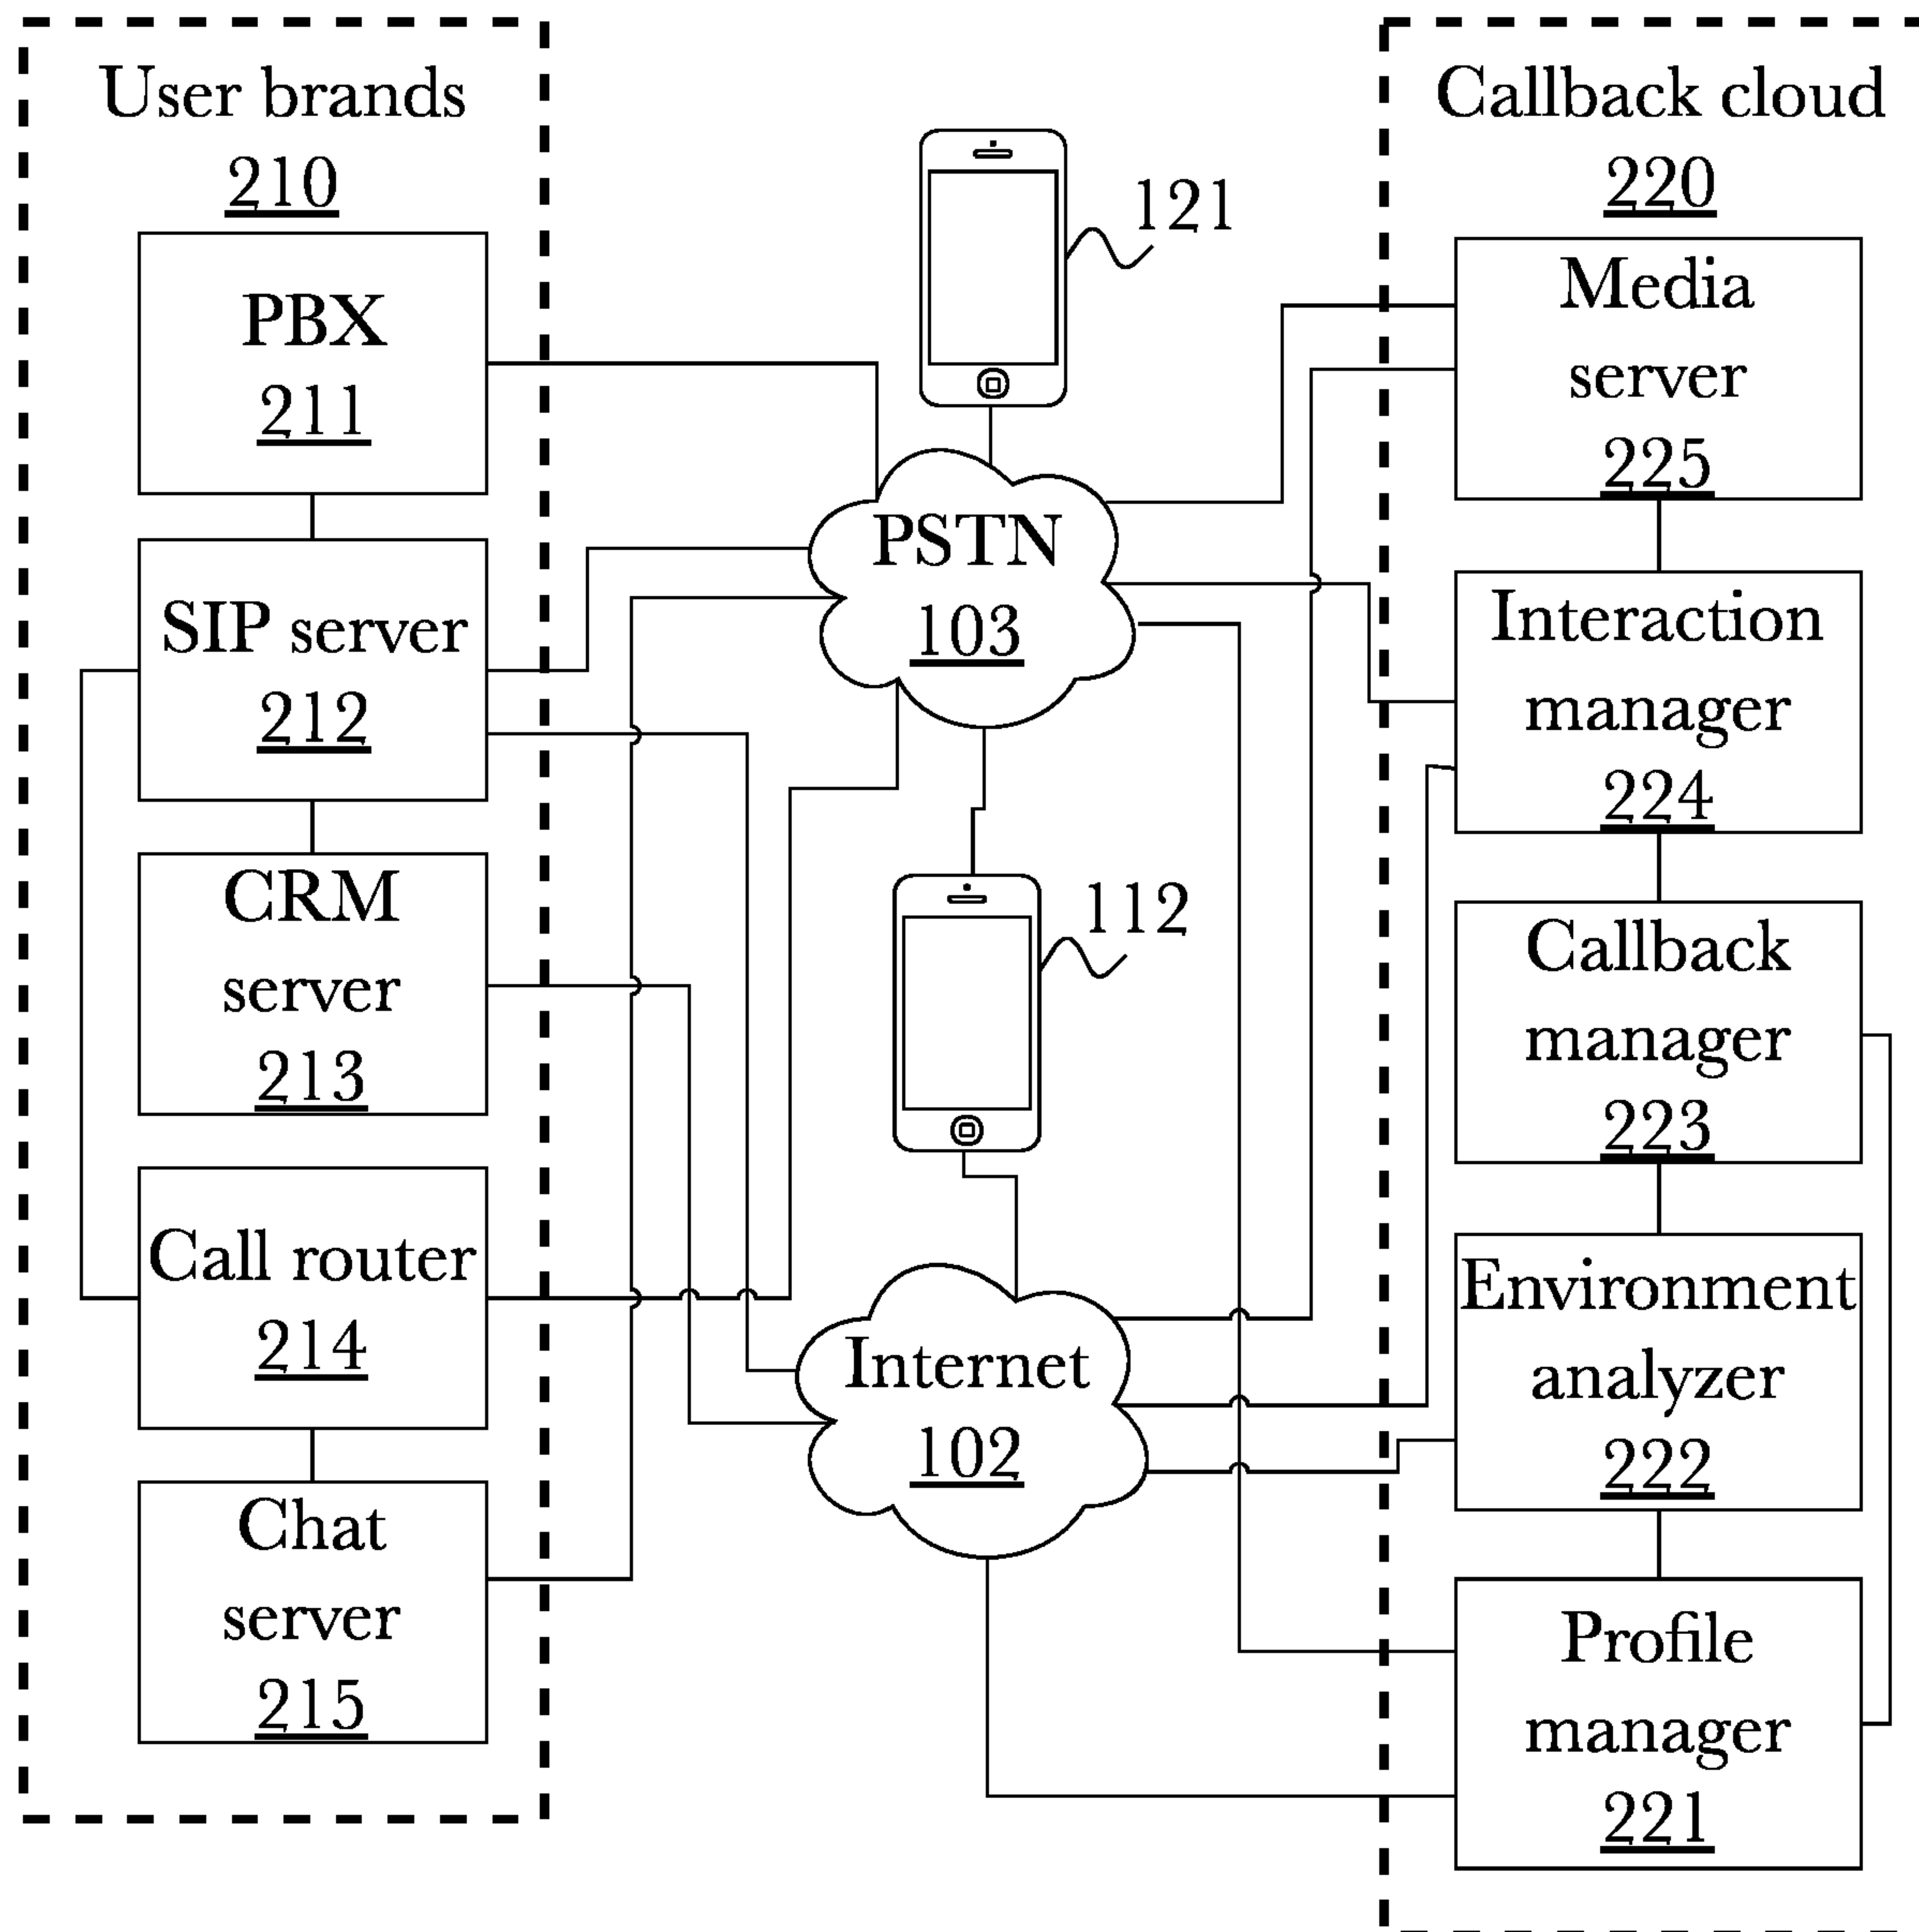 User brands
210
PBX
211
SIP server
212
CRM
server
213
Call router
214
Chat
server
215
121
PSTN
103
112
Internet
102
Callback cloud
220
Media
server
225
Interaction
manager
224
Callback
manager
223
Environment
analyzer
222
Profile
manager
221